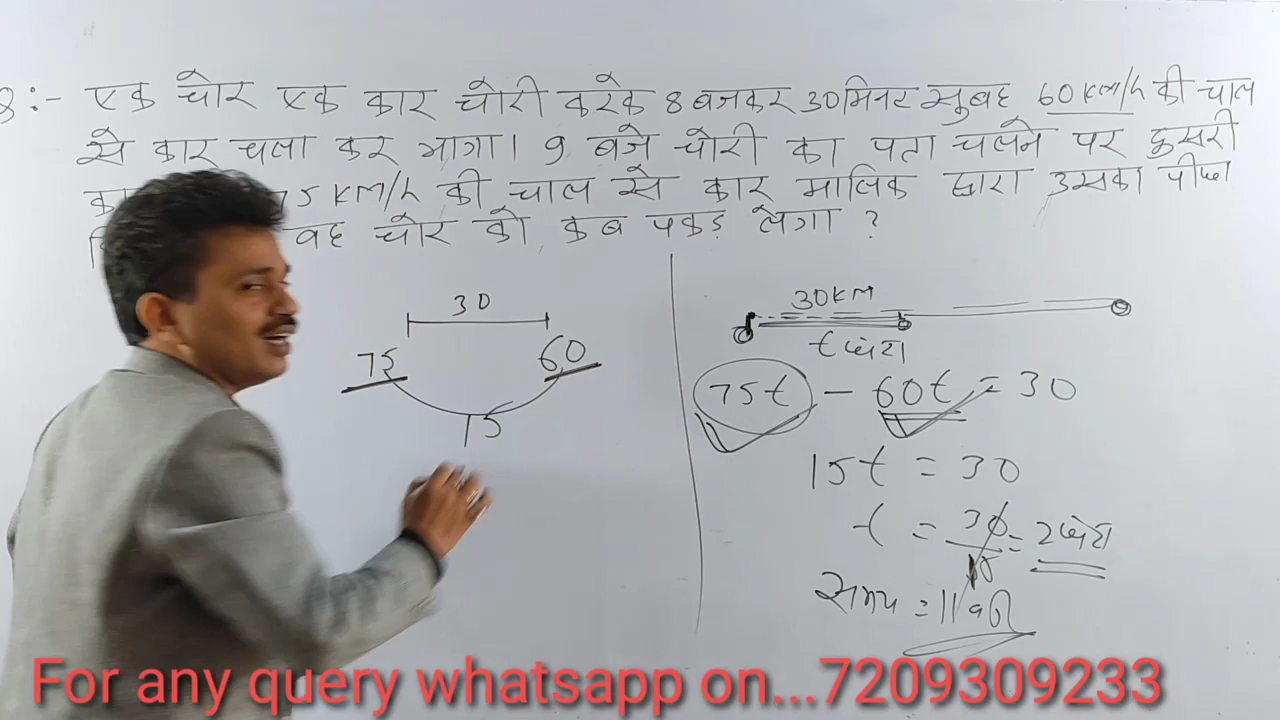 8:- एक चोर एक कार चोरी करके 8 बजकर 30 मिनट सुबह 60 KM/h की चाल
से कार चला कर भागा। 9 बजे चोरी का पता चलने पर दुसरी
75 KM/h की चाल से कार मालिक द्वारा उसका पीछा
वह चोर को कब पकड़ लेगा ?
30
75 60
15
30KM
t घंटा
75t - 60t = 30
15t = 30
t = 30/15 = 2 घंटा
समय = 11 बजे
For any query whatsapp on...7209309233